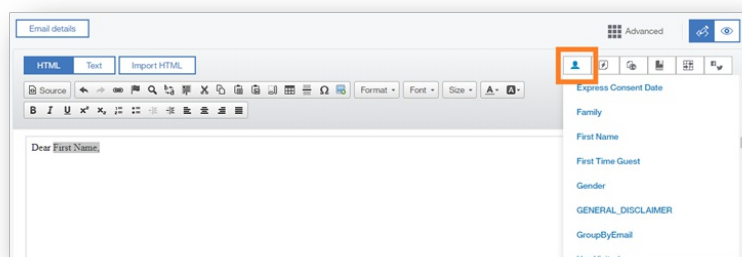 Email details
Advanced
HTML Text Import HTML
Source Format Font Size A A
B I U x² x₂
Dear First Name,
Express Consent Date
Family
First Name
First Time Guest
Gender
GENERAL_DISCLAIMER
GroupByEmail